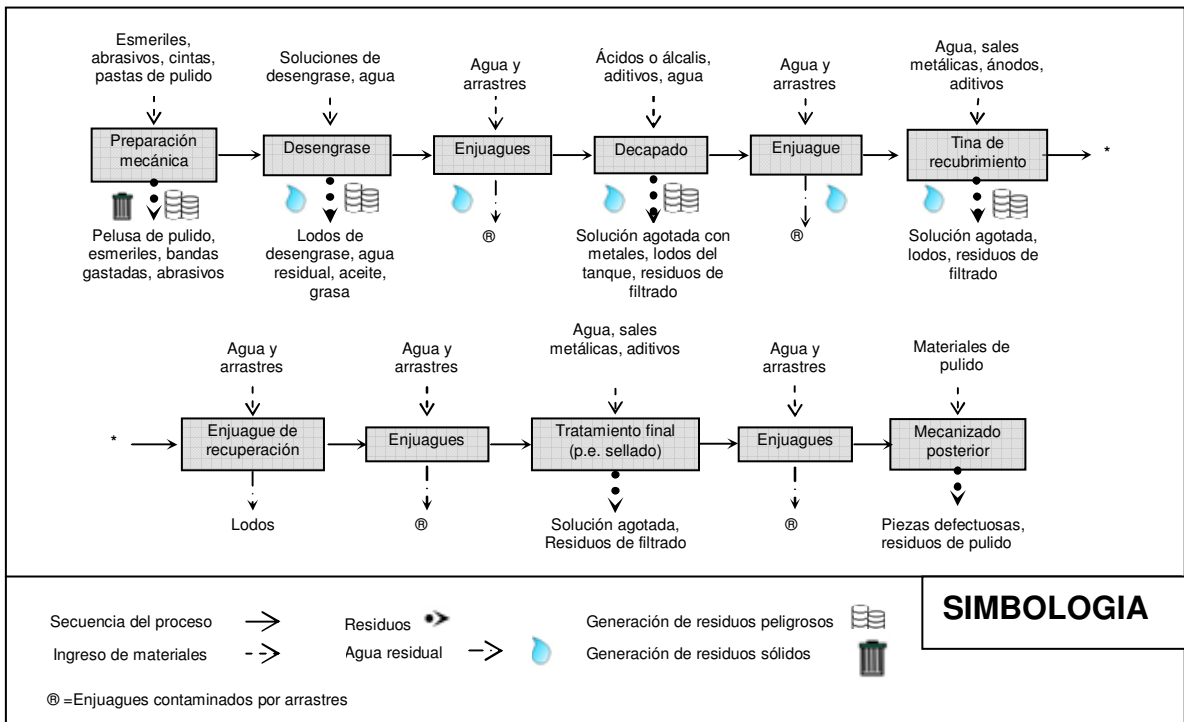 Esmeriles,
abrasivos, cintas,
pastas de pulido
Soluciones de
desengrase, agua
Agua y
arrastres
Ácidos o álcalis,
aditivos, agua
Agua y
arrastres
Agua, sales
metálicas, ánodos,
aditivos
Preparación
mecánica
Desengrase
Enjuagues
Decapado
Enjuague
Tina de
recubrimiento
*
Pelusa de pulido,
esmeriles, bandas
gastadas, abrasivos
Lodos de
desengrase, agua
residual, aceite,
grasa
®
Solución agotada con
metales, lodos del
tanque, residuos de
filtrado
®
Solución agotada,
lodos, residuos de
filtrado
Agua y
arrastres
Agua y
arrastres
Agua, sales
metálicas, aditivos
Agua y
arrastres
Materiales de
pulido
*
Enjuague de
recuperación
Enjuagues
Tratamiento final
(p.e. sellado)
Enjuagues
Mecanizado
posterior
Lodos
®
Solución agotada,
Residuos de filtrado
®
Piezas defectuosas,
residuos de pulido
SIMBOLOGIA
Secuencia del proceso
Residuos
Generación de residuos peligrosos
Ingreso de materiales
Agua residual
Generación de residuos sólidos
® =Enjuagues contaminados por arrastres